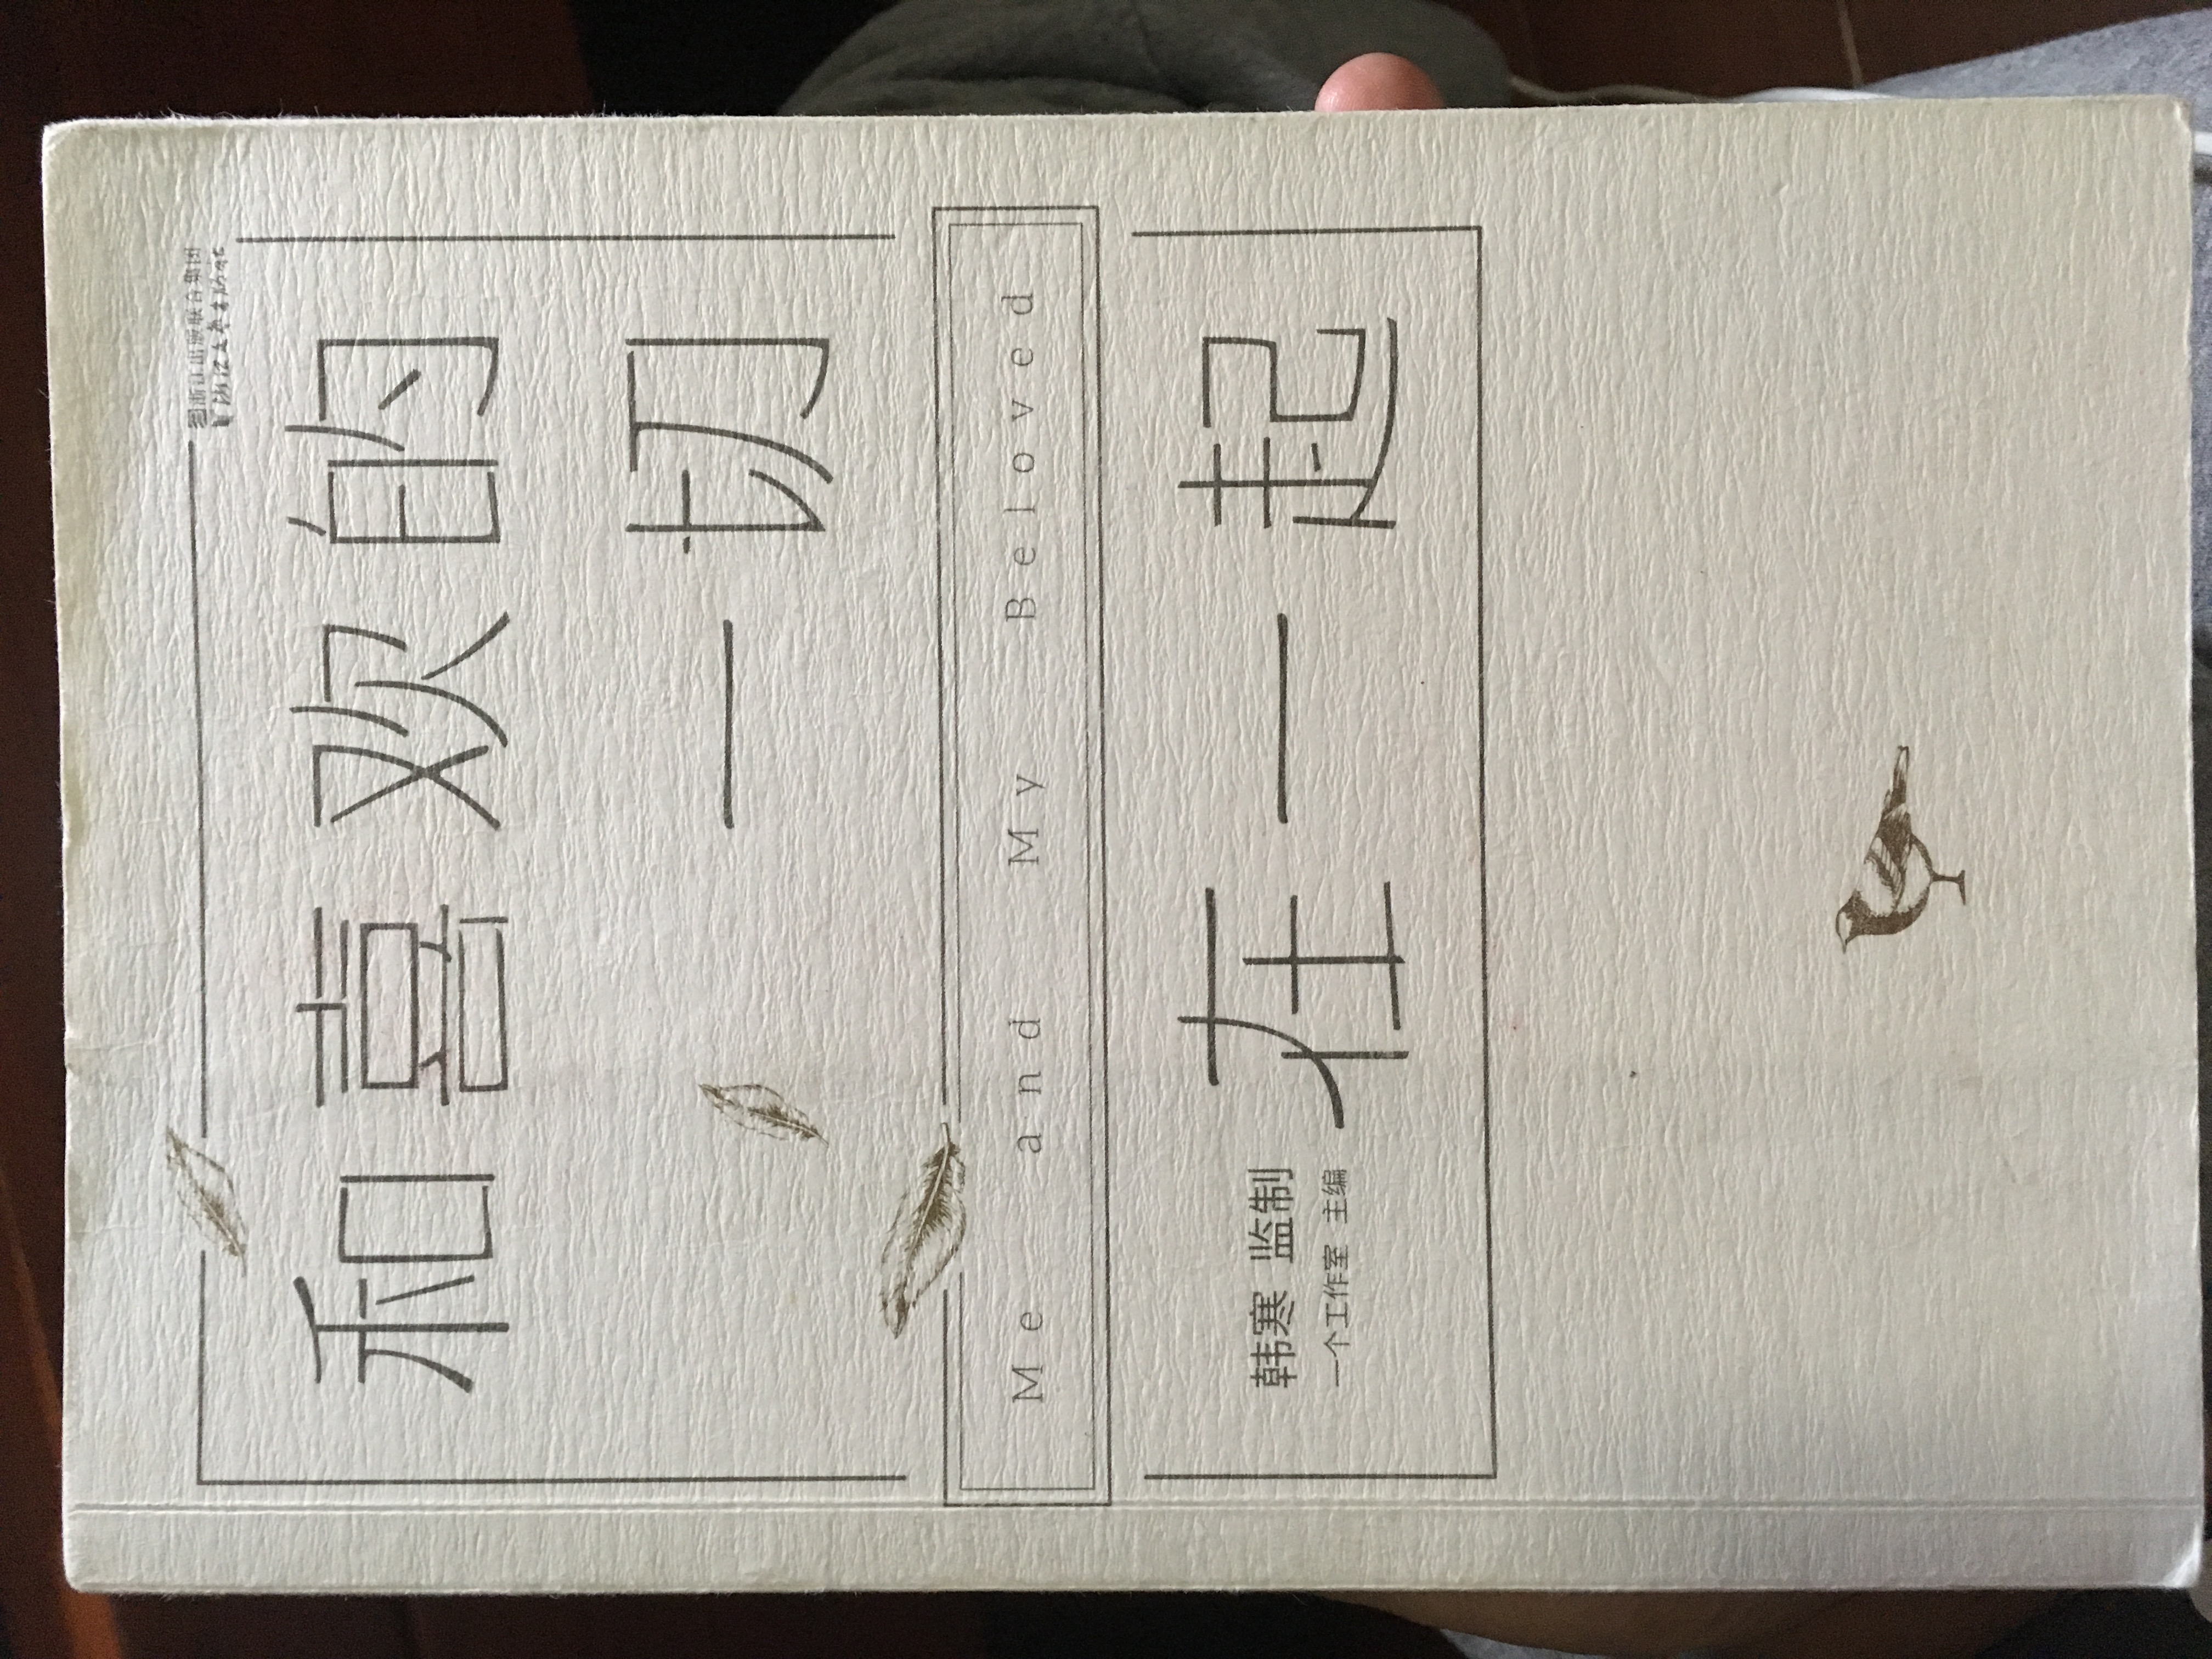 浙江出版联合集团
浙江文艺出版社
和喜欢的
一切
Me and My Beloved
在一起
韩寒 监制
一个工作室 主编